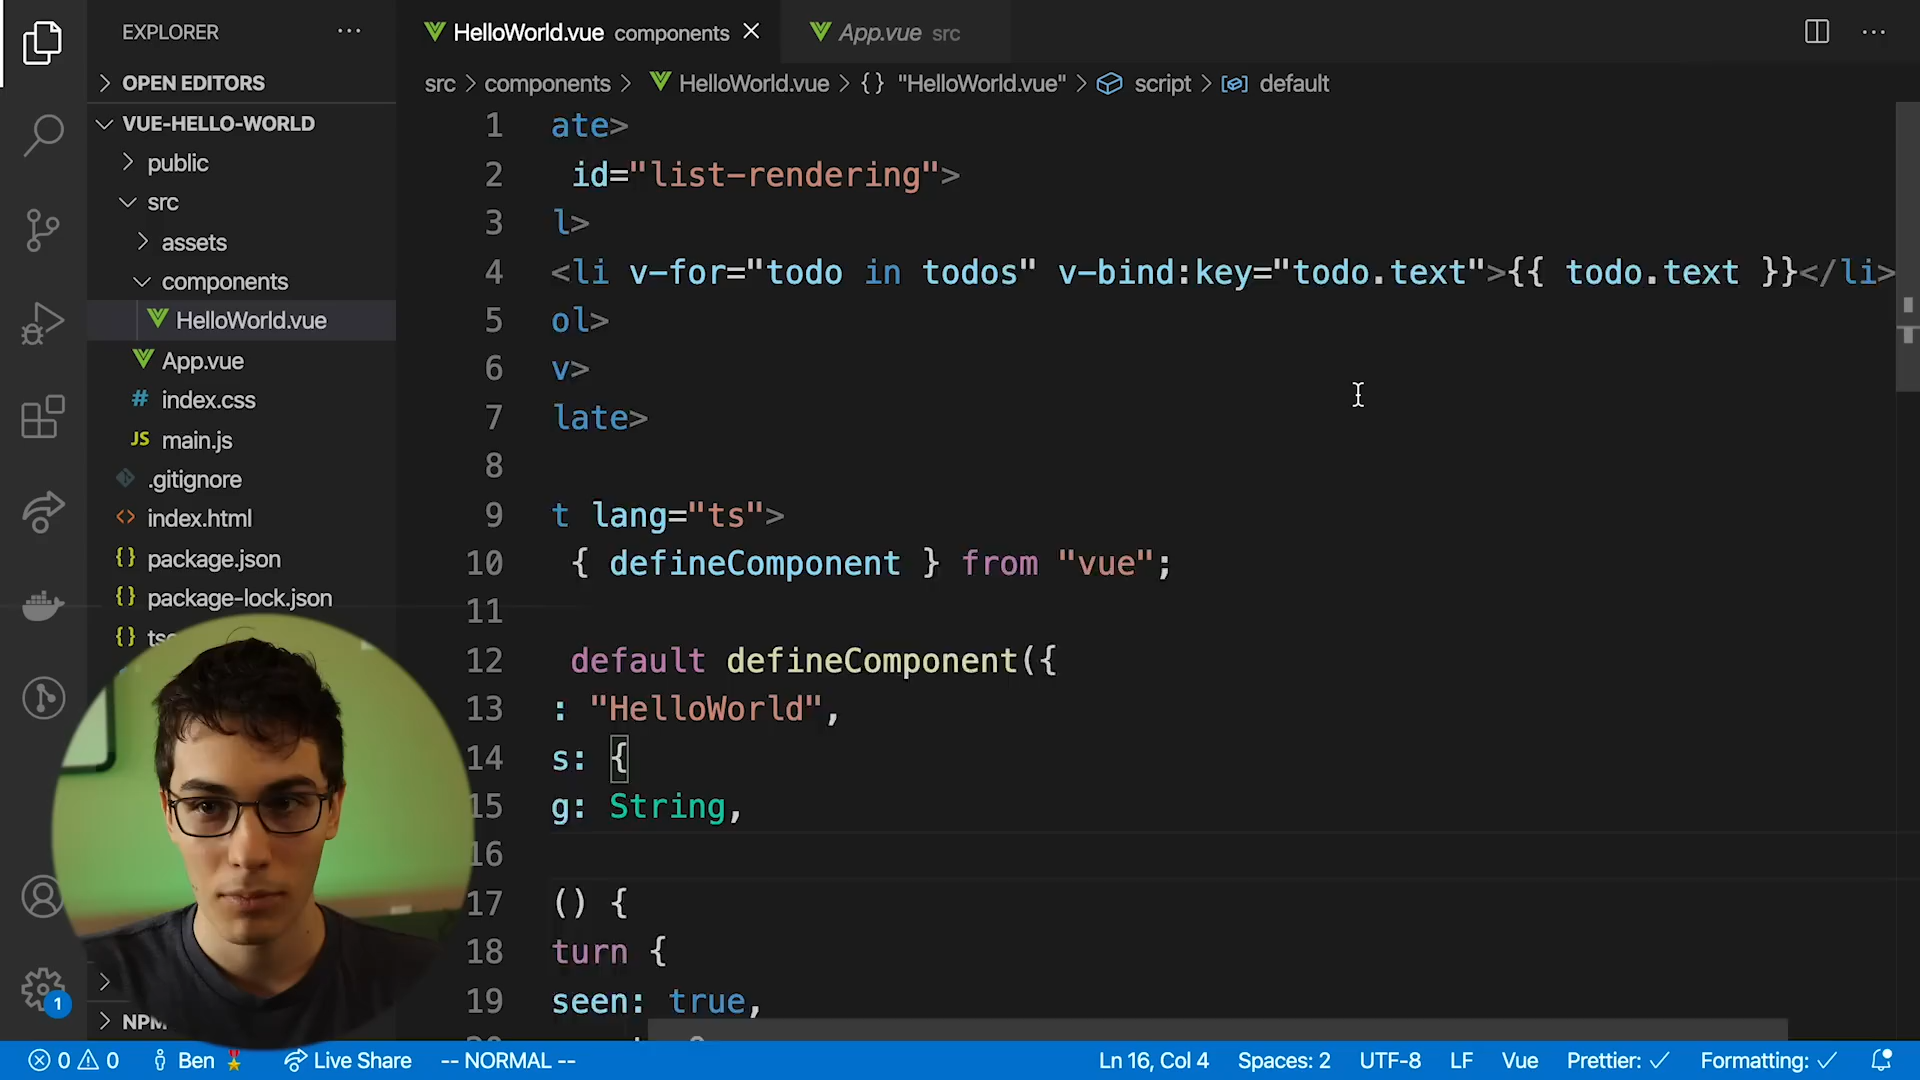 EXPLORER
HelloWorld.vue components
App.vue src
OPEN EDITORS
src > components > HelloWorld.vue > {} "HelloWorld.vue" > script > default
VUE-HELLO-WORLD
public
src
assets
components
HelloWorld.vue
App.vue
# index.css
JS main.js
.gitignore
<> index.html
{} package.json
{} package-lock.json
{} tsc
NPM
1 ate>
2 id="list-rendering">
3 l>
4 <li v-for="todo in todos" v-bind:key="todo.text">{{ todo.text }}</li>
5 ol>
6 v>
7 late>
8
9 t lang="ts">
10 { defineComponent } from "vue";
11
12 default defineComponent({
13 : "HelloWorld",
14 s: {
15 g: String,
16
17 () {
18 turn {
19 seen: true,
1
0 0 Ben Live Share -- NORMAL -- Ln 16, Col 4 Spaces: 2 UTF-8 LF Vue Prettier: ✓ Formatting: ✓